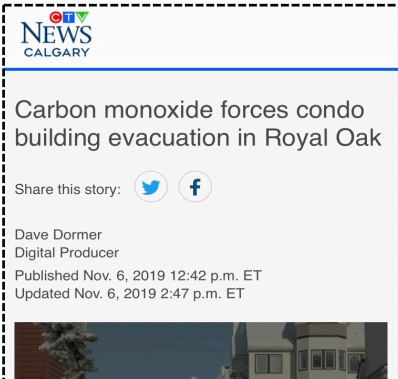 CTV
NEWS
CALGARY
Carbon monoxide forces condo
building evacuation in Royal Oak
Share this story:
Dave Dormer
Digital Producer
Published Nov. 6, 2019 12:42 p.m. ET
Updated Nov. 6, 2019 2:47 p.m. ET